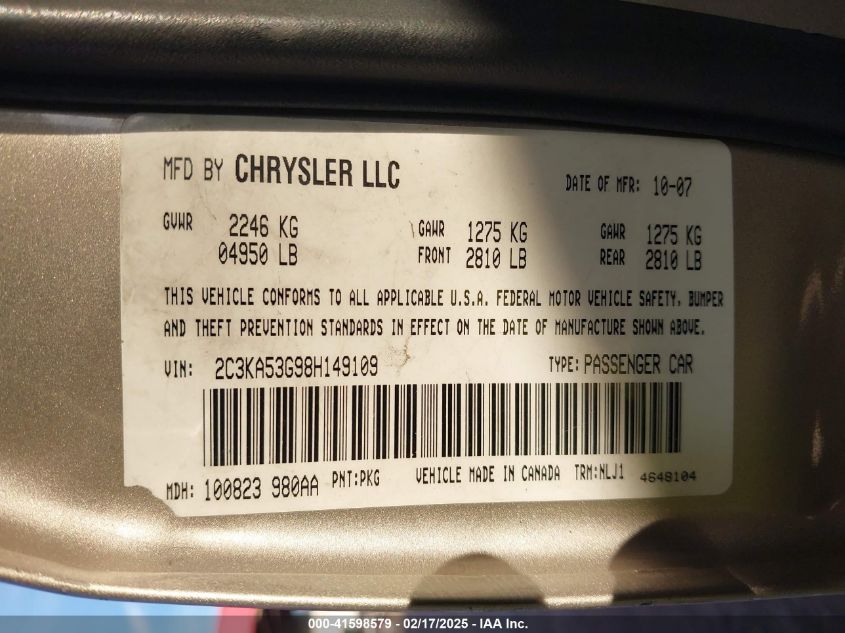 MFD BY CHRYSLER LLC DATE OF MFR: 10-07
GVWR 2246 KG GAWR 1275 KG GAWR 1275 KG
04950 LB FRONT 2810 LB REAR 2810 LB
THIS VEHICLE CONFORMS TO ALL APPLICABLE U.S.A. FEDERAL MOTOR VEHICLE SAFETY, BUMPER
AND THEFT PREVENTION STANDARDS IN EFFECT ON THE DATE OF MANUFACTURE SHOWN ABOVE.
VIN: 2C3KA53G98H149109 TYPE: PASSENGER CAR
MDH: 100823 980AA PNT:PKG VEHICLE MADE IN CANADA TRM:NLJ1 4648104
000-41598579 — 02/17/2025 — IAA Inc.